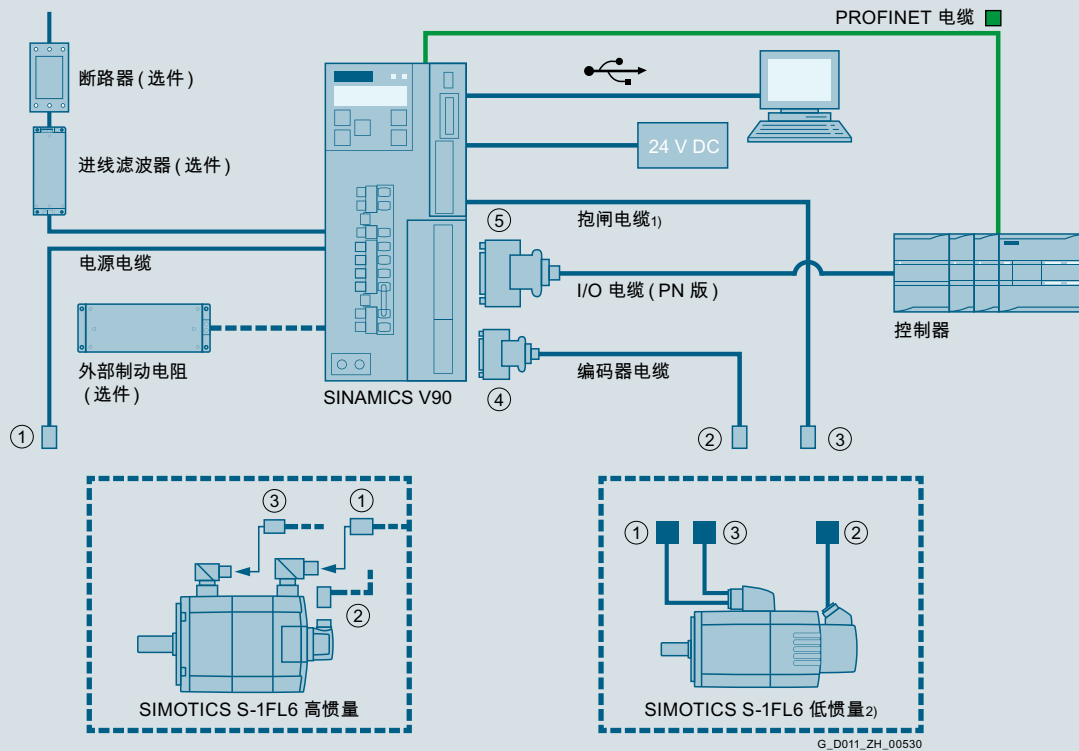 PROFINET 电缆
断路器 (选件)
进线滤波器 (选件)
24 V DC
⑤
抱闸电缆1)
电源电缆
I/O 电缆 (PN 版)
控制器
外部制动电阻
(选件)
编码器电缆
SINAMICS V90
④
①
②
③
③
①
②
SIMOTICS S-1FL6 高惯量
①
③
②
SIMOTICS S-1FL6 低惯量2)
G_D011_ZH_00530